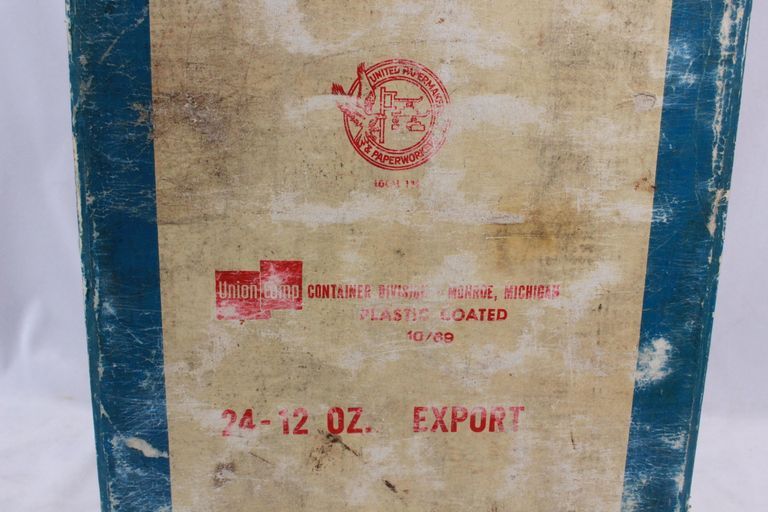 UNITED PAPERMAKERS
& PAPERWORKERS
Union Camp CONTAINER DIVISION - MONROE, MICHIGAN
PLASTIC COATED
10/69
24-12 OZ. EXPORT